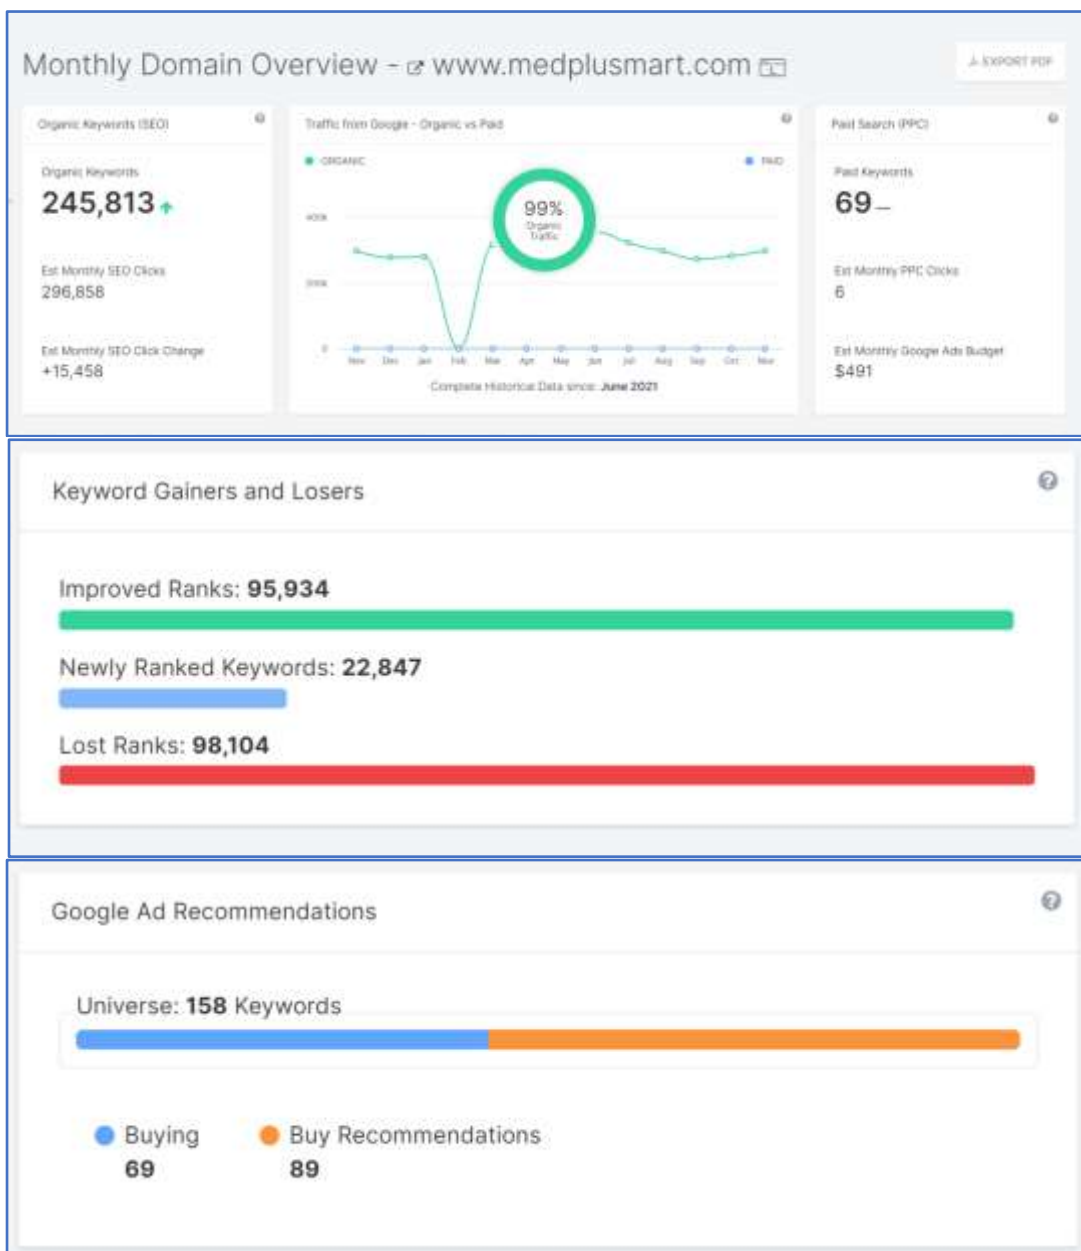 Monthly Domain Overview - www.medplusmart.com
EXPORT PDF
Organic Keywords (SEO)
Organic Keywords
245,813
Est Monthly SEO Clicks
296,858
Est Monthly SEO Click Change
+15,458
Traffic from Google - Organic vs Paid
ORGANIC
PAID
99%
Organic
Traffic
400k
200k
0
Nov Dec Jan Feb Mar Apr May Jun Jul Aug Sep Oct Nov
Complete Historical Data since: June 2021
Paid Search (PPC)
Paid Keywords
69
Est Monthly PPC Clicks
6
Est Monthly Google Ads Budget
$491
Keyword Gainers and Losers
Improved Ranks: 95,934
Newly Ranked Keywords: 22,847
Lost Ranks: 98,104
Google Ad Recommendations
Universe: 158 Keywords
Buying
69
Buy Recommendations
89